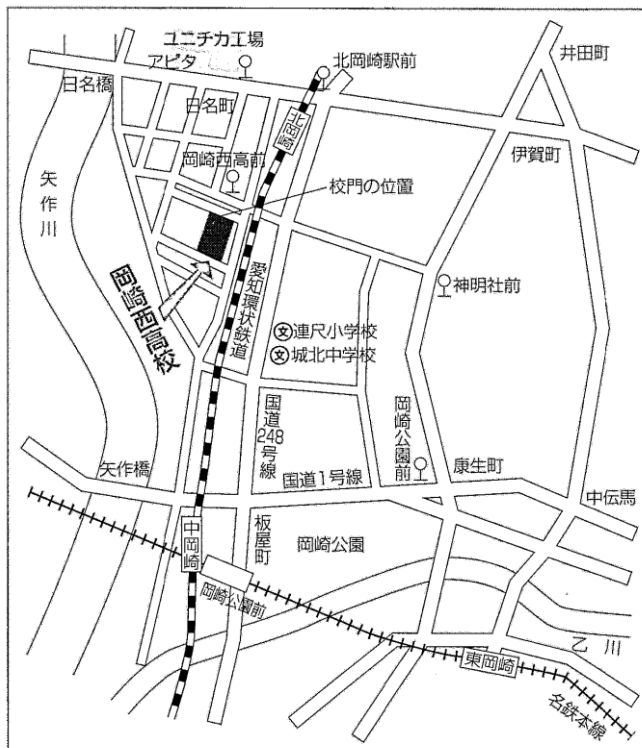 ユニチカ工場
アピタ
北岡崎駅前
井田町
日名橋
日名町
北岡崎
伊賀町
岡崎西高前
校門の位置
矢作川
岡崎西高校
愛知環状鉄道
神明社前
文 連尺小学校
文 城北中学校
国道248号線
岡崎公園前
矢作橋
国道1号線
康生町
中伝馬
中岡崎
板屋町
岡崎公園
岡崎公園前
東岡崎
乙川
名鉄本線